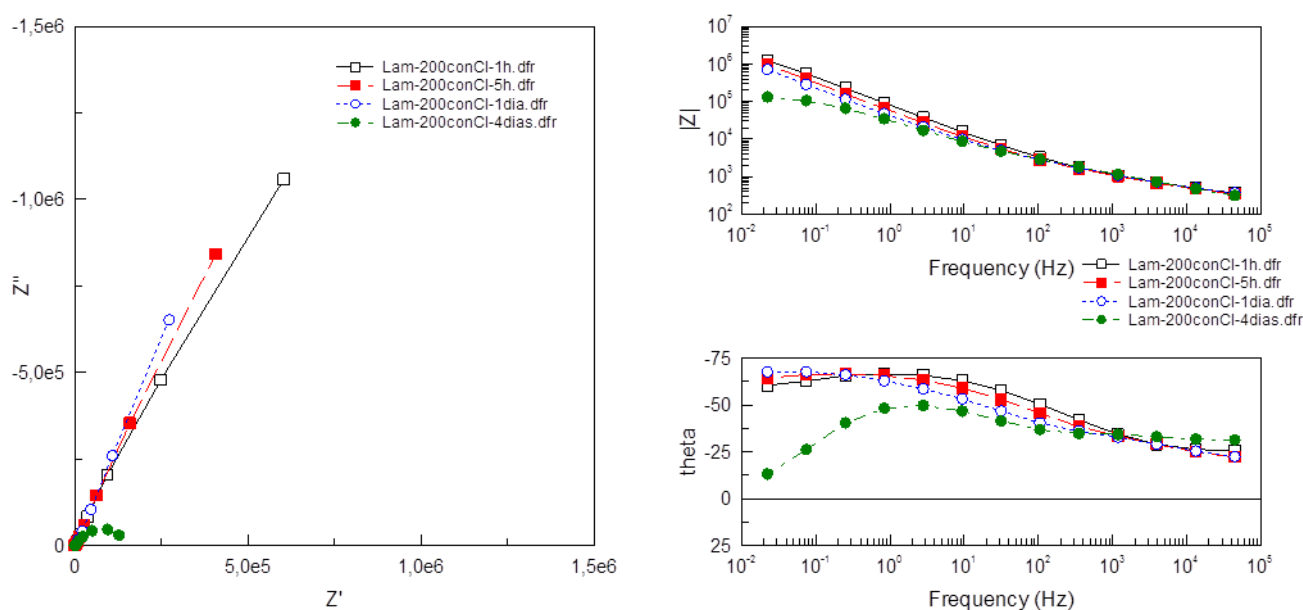 -1,5e6
-1,0e6
-5,0e5
0
Z''
0
5,0e5
1,0e6
1,5e6
Z'
Lam-200conCl-1h.dfr
Lam-200conCl-5h.dfr
Lam-200conCl-1dia.dfr
Lam-200conCl-4dias.dfr
10^7
10^6
10^5
10^4
10^3
10^2
|Z|
10^-2
10^-1
10^0
10^1
10^2
10^3
10^4
10^5
Frequency (Hz)
Lam-200conCl-1h.dfr
Lam-200conCl-5h.dfr
Lam-200conCl-1dia.dfr
Lam-200conCl-4dias.dfr
-75
-50
-25
0
25
theta
10^-2
10^-1
10^0
10^1
10^2
10^3
10^4
10^5
Frequency (Hz)